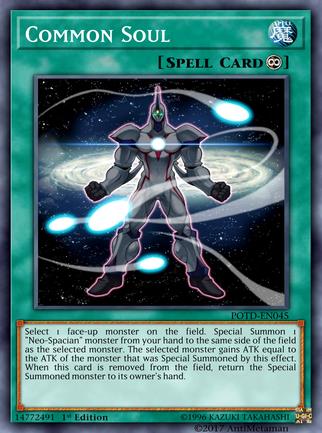 Common Soul
[Spell Card]
POTD-EN045
Select 1 face-up monster on the field. Special Summon 1
"Neo-Spacian" monster from your hand to the same side of the field
as the selected monster. The selected monster gains ATK equal to
the ATK of the monster that was Special Summoned by this effect.
When this card is removed from the field, return the Special
Summoned monster to its owner's hand.
14772491 1st Edition
©1996 KAZUKI TAKAHASHI
©2017 AntiMetaman